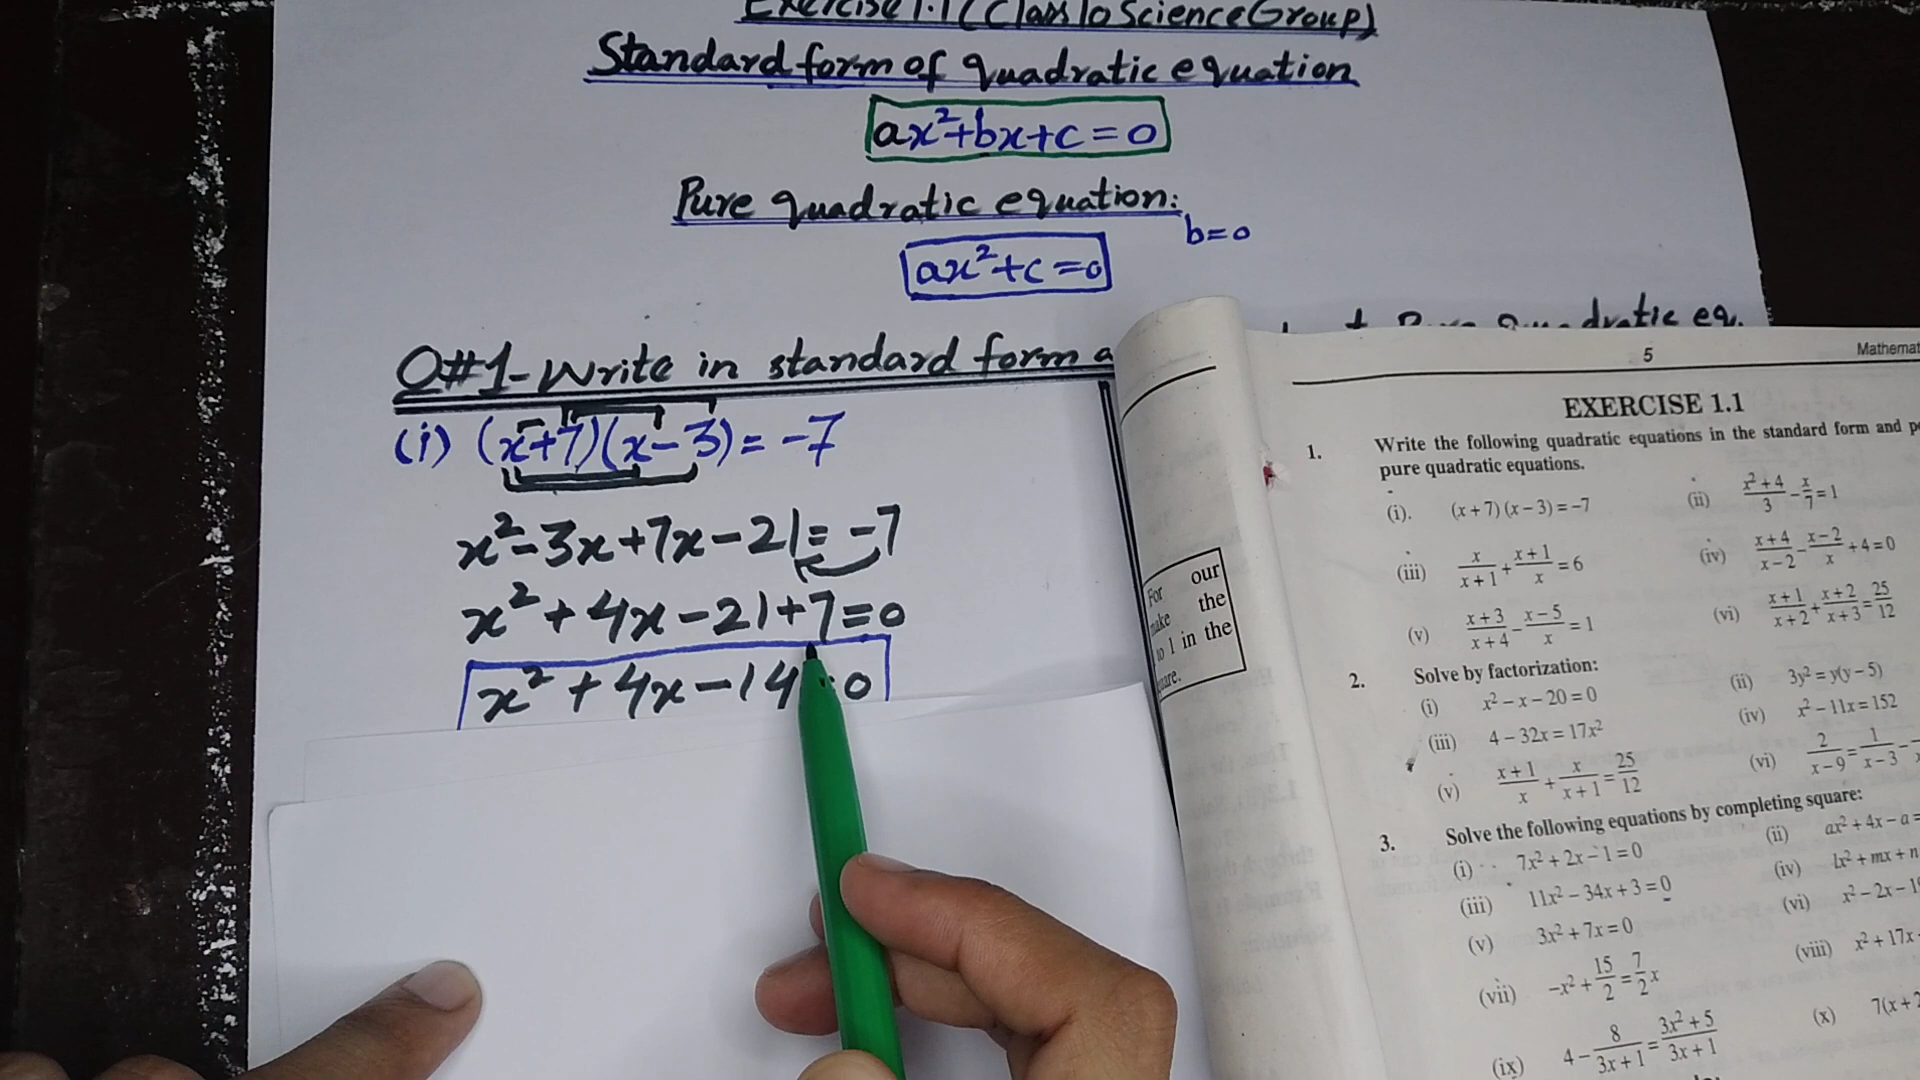 Exercise 1.1 (Class 10 Science Group)
Standard form of quadratic equation
ax²+bx+c=0
Pure quadratic equation:
b=0
ax²+c=0
Q#1-Write in standard form
Pure Quadratic eq.
(i) (x+7)(x-3)= -7
x²-3x+7x-21= -7
x²+4x-21+7=0
x²+4x-14 0
For our
make the
to 1 in the
5 Mathemat
EXERCISE 1.1
1. Write the following quadratic equations in the standard form and
pure quadratic equations.
(i). (x + 7) (x – 3) = –7 (ii) (x² + 4)/3 – x/7 = 1
(iii) x/(x + 1) + (x + 1)/x = 6 (iv) (x + 4)/(x – 2) – (x – 2)/x + 4 = 0
(v) (x + 3)/(x + 4) – (x – 5)/x = 1 (vi) (x + 1)/(x + 2) + (x + 2)/(x + 3) = 25/12
2. Solve by factorization:
(i) x² – x – 20 = 0 (ii) 3y² = y(y – 5)
(iii) 4 – 32x = 17x² (iv) x² – 11x = 152
(v) (x + 1)/x + x/(x + 1) = 25/12 (vi) 2/(x – 9) = 1/(x – 3) –
3. Solve the following equations by completing square:
(i) 7x² + 2x – 1 = 0 (ii) ax² + 4x – a =
(iii) 11x² – 34x + 3 = 0 (iv) lx² + mx + n
(v) 3x² + 7x = 0 (vi) x² – 2x – 1
(vii) –x² + 15/2 = 7/2 x (viii) x² + 17x
(ix) 4 – 8/(3x + 1) = (3x² + 5)/(3x + 1) (x) 7(x + 2